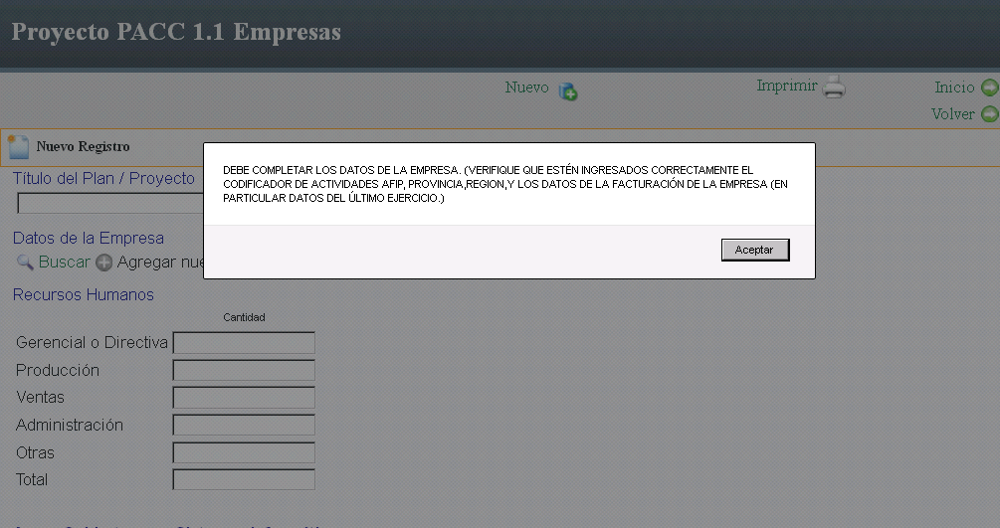 Proyecto PACC 1.1 Empresas
Nuevo
Imprimir
Inicio
Volver
Nuevo Registro
DEBE COMPLETAR LOS DATOS DE LA EMPRESA. (VERIFIQUE QUE ESTÉN INGRESADOS CORRECTAMENTE EL
CODIFICADOR DE ACTIVIDADES AFIP, PROVINCIA,REGION,Y LOS DATOS DE LA FACTURACIÓN DE LA EMPRESA (EN
PARTICULAR DATOS DEL ÚLTIMO EJERCICIO.)
Aceptar
Título del Plan / Proyecto
Datos de la Empresa
Buscar Agregar nue
Recursos Humanos
Cantidad
Gerencial o Directiva
Producción
Ventas
Administración
Otras
Total